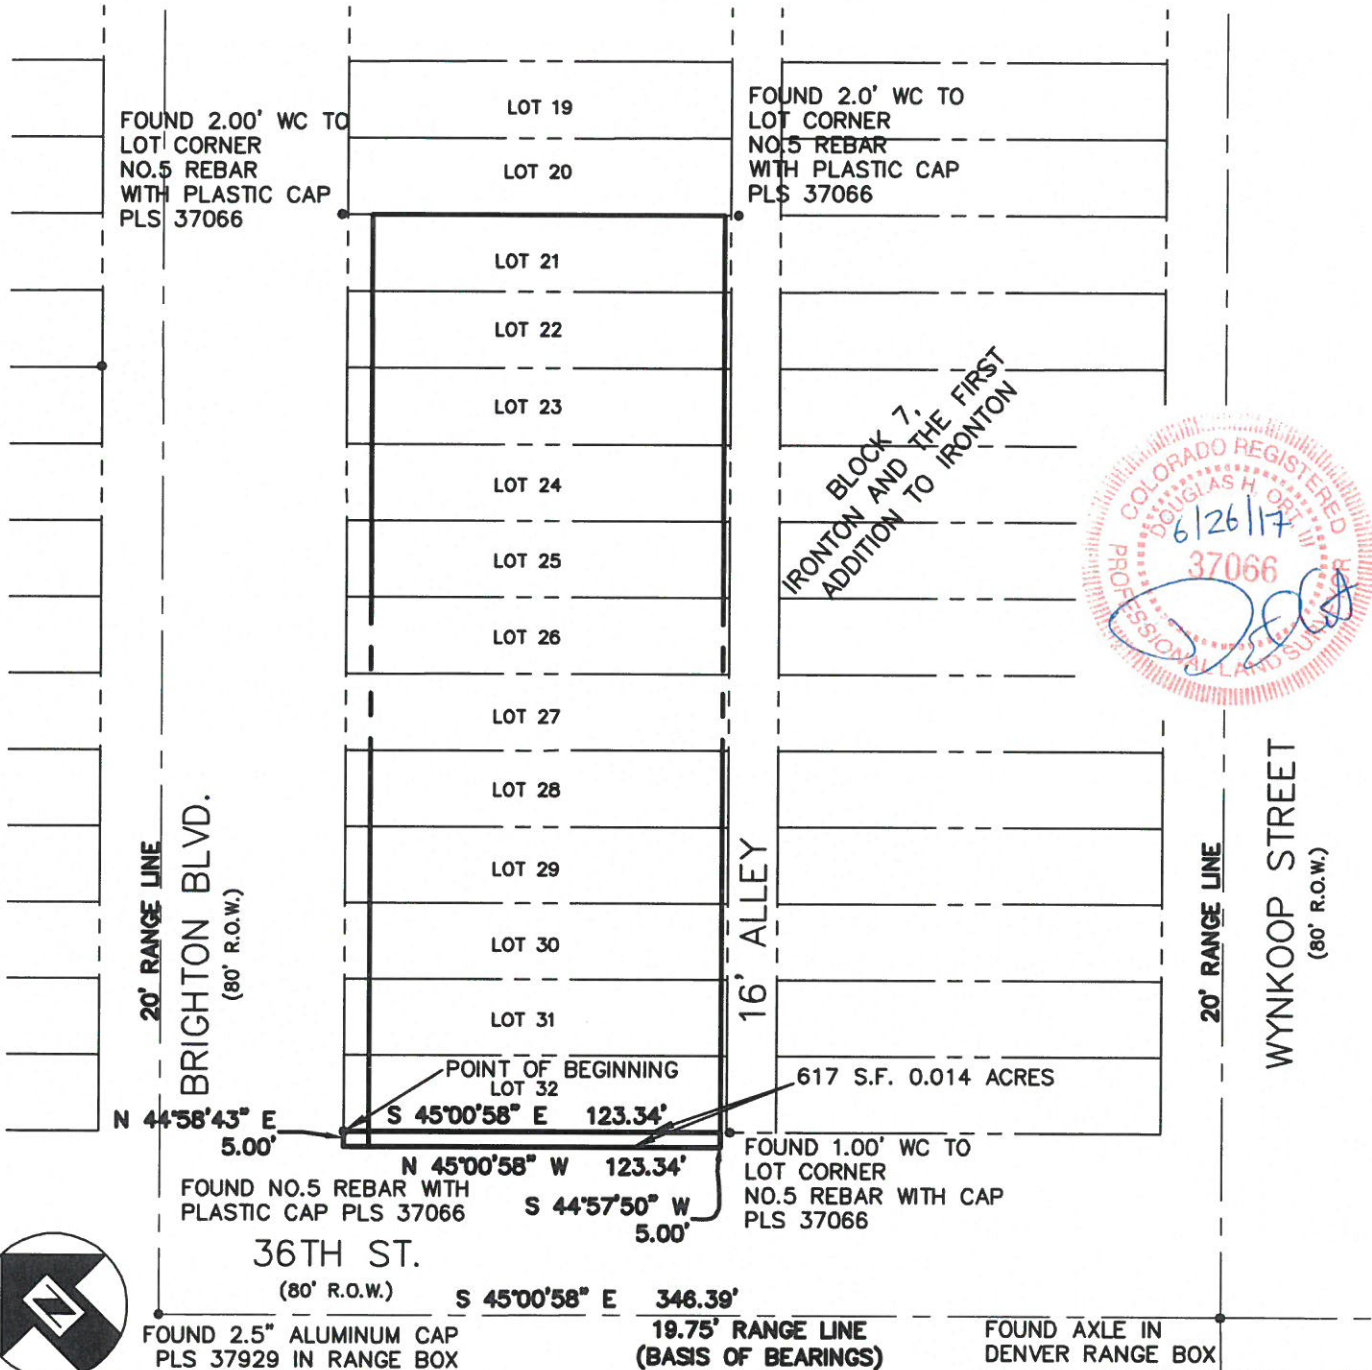 LOT 19
LOT 20
FOUND 2.00' WC TO
LOT CORNER
NO.5 REBAR
WITH PLASTIC CAP
PLS 37066
FOUND 2.0' WC TO
LOT CORNER
NO.5 REBAR
WITH PLASTIC CAP
PLS 37066
LOT 21
LOT 22
LOT 23
LOT 24
LOT 25
LOT 26
LOT 27
LOT 28
LOT 29
LOT 30
LOT 31
LOT 32
BLOCK 7,
IRONTON AND THE FIRST
ADDITION TO IRONTON
COLORADO REGISTERED
DOUGLAS H. ORT III
6/26/17
37066
PROFESSIONAL LAND SURVEYOR
20' RANGE LINE
BRIGHTON BLVD.
(80' R.O.W.)
16' ALLEY
20' RANGE LINE
WYNKOOP STREET
(80' R.O.W.)
POINT OF BEGINNING
617 S.F. 0.014 ACRES
N 44°58'43" E
5.00'
S 45°00'58" E 123.34'
N 45°00'58" W 123.34'
S 44°57'50" W
5.00'
FOUND NO.5 REBAR WITH
PLASTIC CAP PLS 37066
FOUND 1.00' WC TO
LOT CORNER
NO.5 REBAR WITH CAP
PLS 37066
36TH ST.
(80' R.O.W.)
S 45°00'58" E 346.39'
19.75' RANGE LINE
(BASIS OF BEARINGS)
N
FOUND 2.5" ALUMINUM CAP
PLS 37929 IN RANGE BOX
FOUND AXLE IN
DENVER RANGE BOX